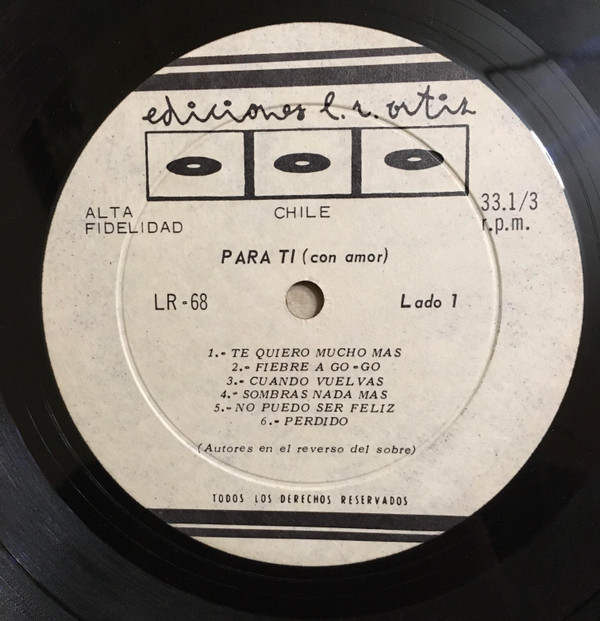 ediciones l. r. ortiz
ALTA FIDELIDAD
CHILE
33.1/3 r.p.m.
PARA TI (con amor)
LR-68
Lado 1
1.- TE QUIERO MUCHO MAS
2.- FIEBRE A GO-GO
3.- CUANDO VUELVAS
4.- SOMBRAS NADA MAS
5.- NO PUEDO SER FELIZ
6.- PERDIDO
(Autores en el reverso del sobre)
TODOS LOS DERECHOS RESERVADOS